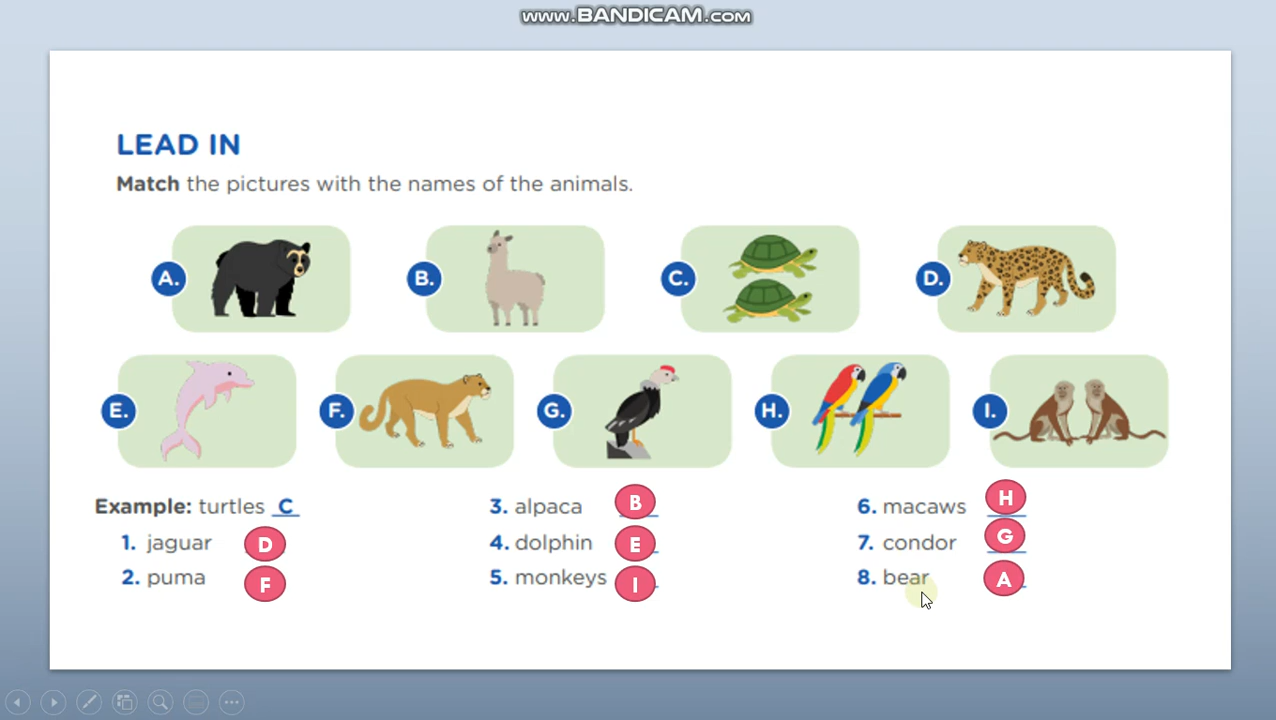 www.BANDICAM.com
LEAD IN
Match the pictures with the names of the animals.
A.
B.
C.
D.
E.
F.
G.
H.
I.
Example: turtles C
1. jaguar D
2. puma F
3. alpaca B
4. dolphin E
5. monkeys I
6. macaws H
7. condor G
8. bear A